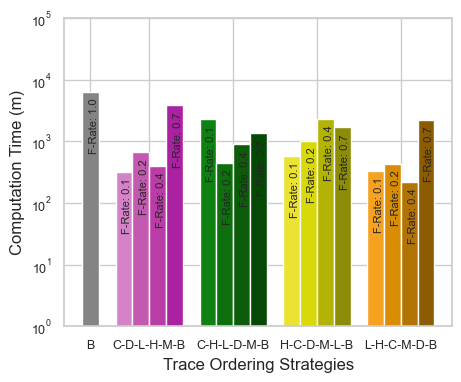 10^5
10^4
10^3
10^2
10^1
10^0
Computation Time (m)
F-Rate: 1.0
F-Rate: 0.1
F-Rate: 0.2
F-Rate: 0.4
F-Rate: 0.7
F-Rate: 0.1
F-Rate: 0.2
F-Rate: 0.4
F-Rate: 0.7
F-Rate: 0.1
F-Rate: 0.2
F-Rate: 0.4
F-Rate: 0.7
F-Rate: 0.1
F-Rate: 0.2
F-Rate: 0.4
F-Rate: 0.7
B C-D-L-H-M-B C-H-L-D-M-B H-C-D-M-L-B L-H-C-M-D-B
Trace Ordering Strategies